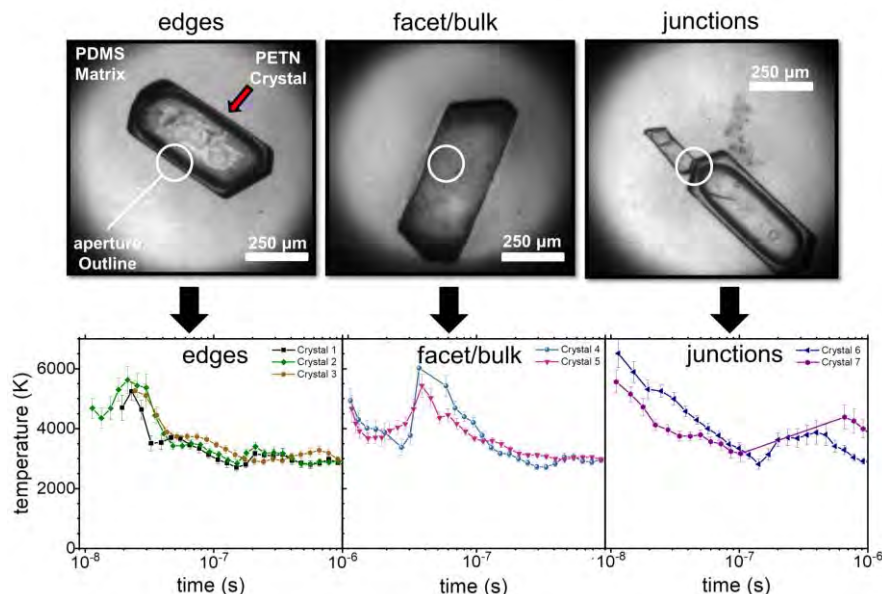 edges
facet/bulk
junctions
PDMS
Matrix
PETN
Crystal
aperture
Outline
250 µm
250 µm
250 µm
edges
Crystal 1
Crystal 2
Crystal 3
facet/bulk
Crystal 4
Crystal 5
junctions
Crystal 6
Crystal 7
temperature (K)
6000
4000
2000
0
10-8
10-7
10-6
10-7
10-6
10-8
10-7
10-6
time (s)
time (s)
time (s)